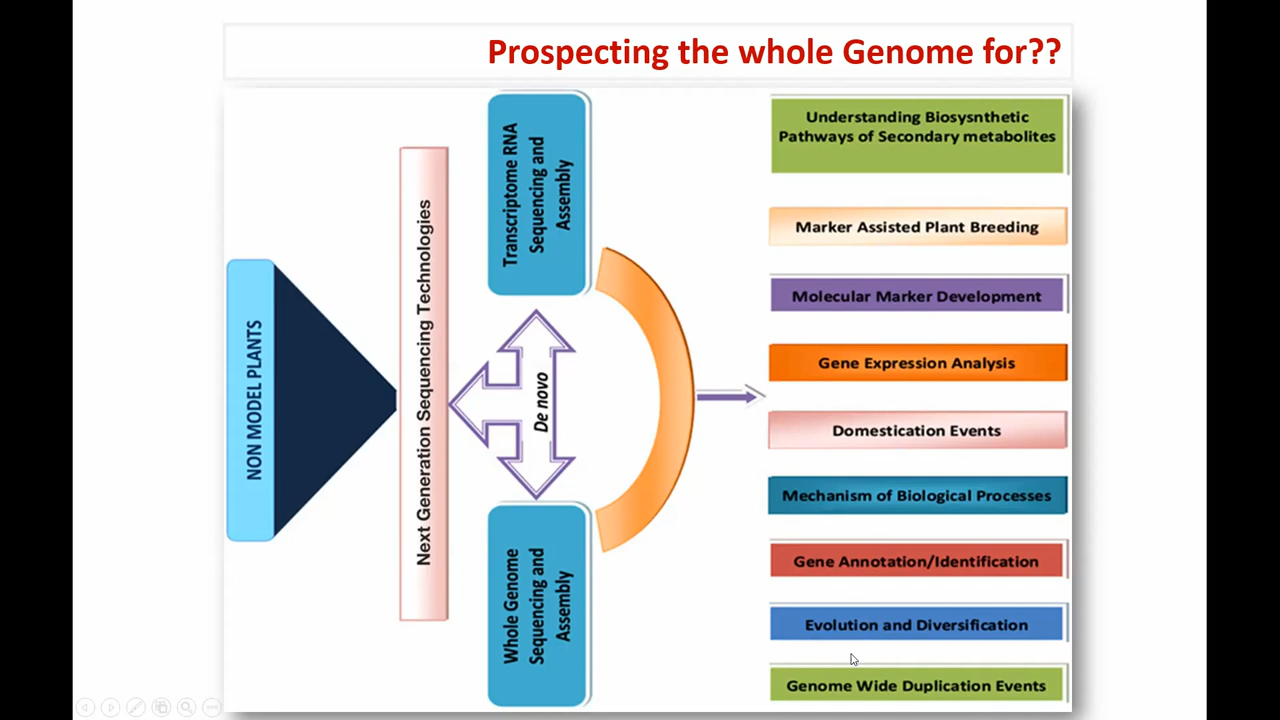 Prospecting the whole Genome for??
NON MODEL PLANTS
Next Generation Sequencing Technologies
Transcriptome RNA
Sequencing and
Assembly
De novo
Whole Genome
Sequencing and
Assembly
Understanding Biosysnthetic
Pathways of Secondary metabolites
Marker Assisted Plant Breeding
Molecular Marker Development
Gene Expression Analysis
Domestication Events
Mechanism of Biological Processes
Gene Annotation/Identification
Evolution and Diversification
Genome Wide Duplication Events